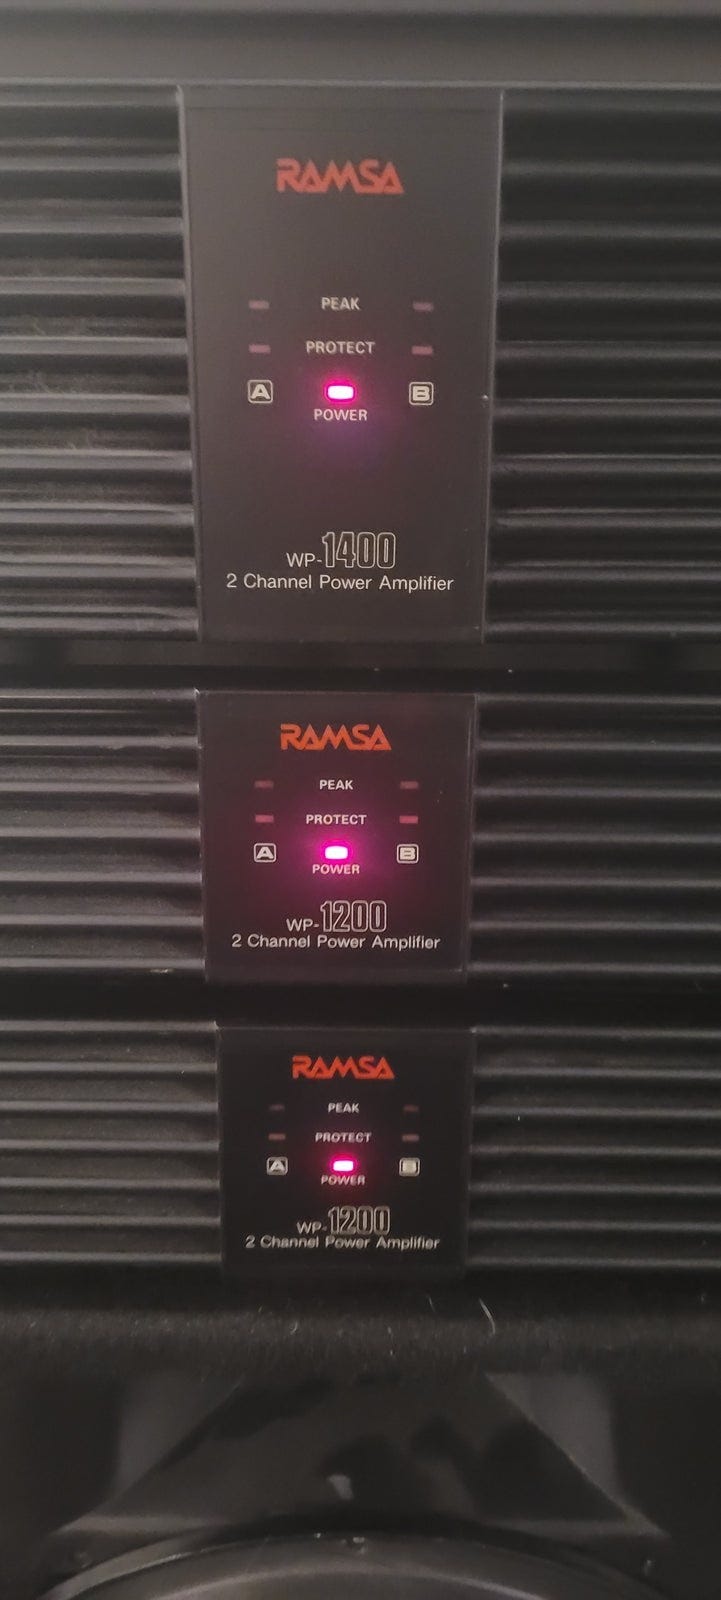 RAMSA
PEAK
PROTECT
A B
POWER
WP-1400
2 Channel Power Amplifier
RAMSA
PEAK
PROTECT
A B
POWER
WP-1200
2 Channel Power Amplifier
RAMSA
PEAK
PROTECT
A B
POWER
WP-1200
2 Channel Power Amplifier